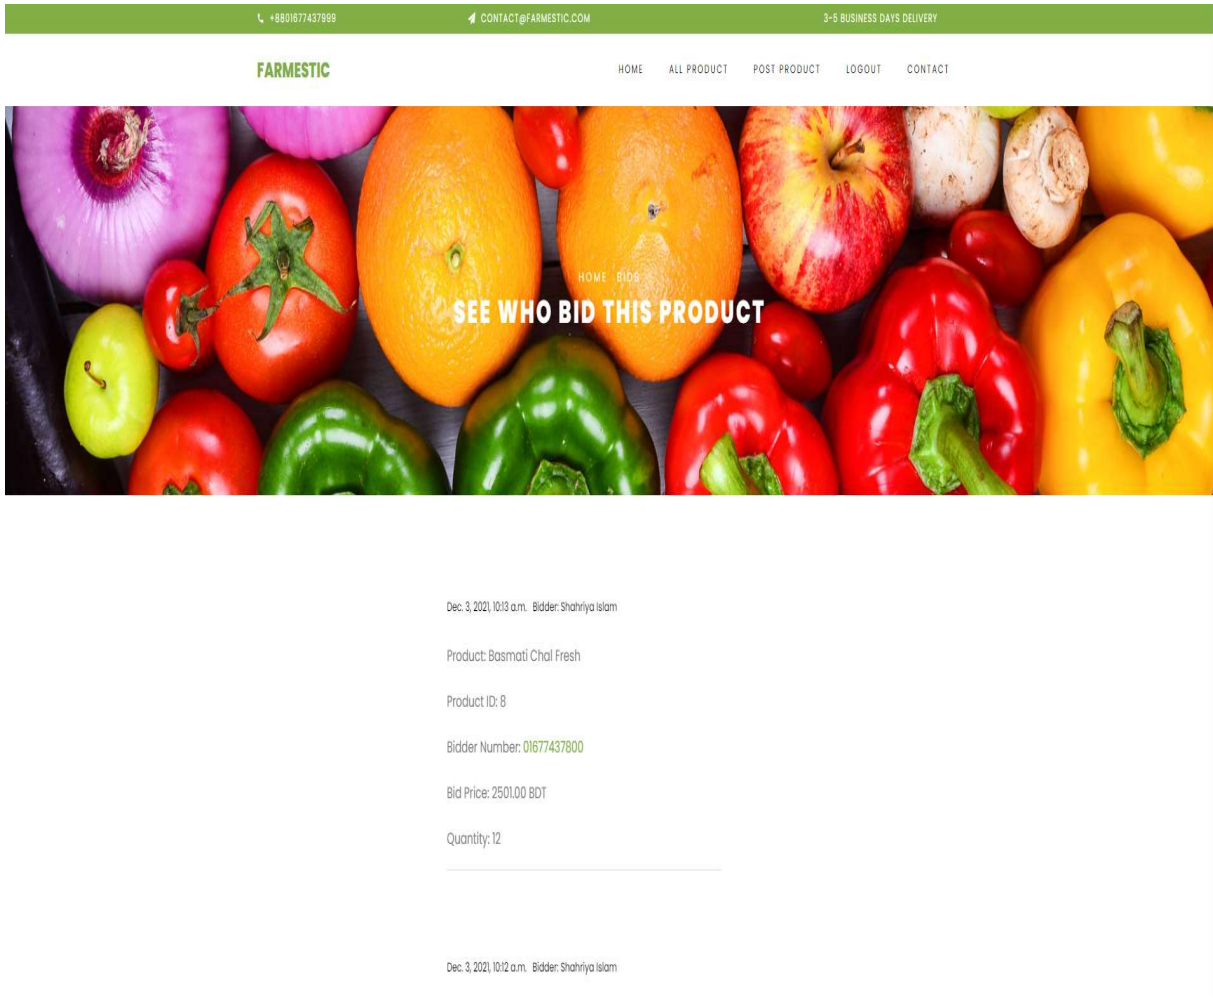 +8801677437999 CONTACT@FARMESTIC.COM 3-5 BUSINESS DAYS DELIVERY
FARMESTIC HOME ALL PRODUCT POST PRODUCT LOGOUT CONTACT
HOME BIDS
SEE WHO BID THIS PRODUCT
Dec. 3, 2021, 10:13 a.m. Bidder: Shahriya Islam
Product: Basmati Chal Fresh
Product ID: 8
Bidder Number: 01677437800
Bid Price: 2501.00 BDT
Quantity: 12
Dec. 3, 2021, 10:12 a.m. Bidder: Shahriya Islam